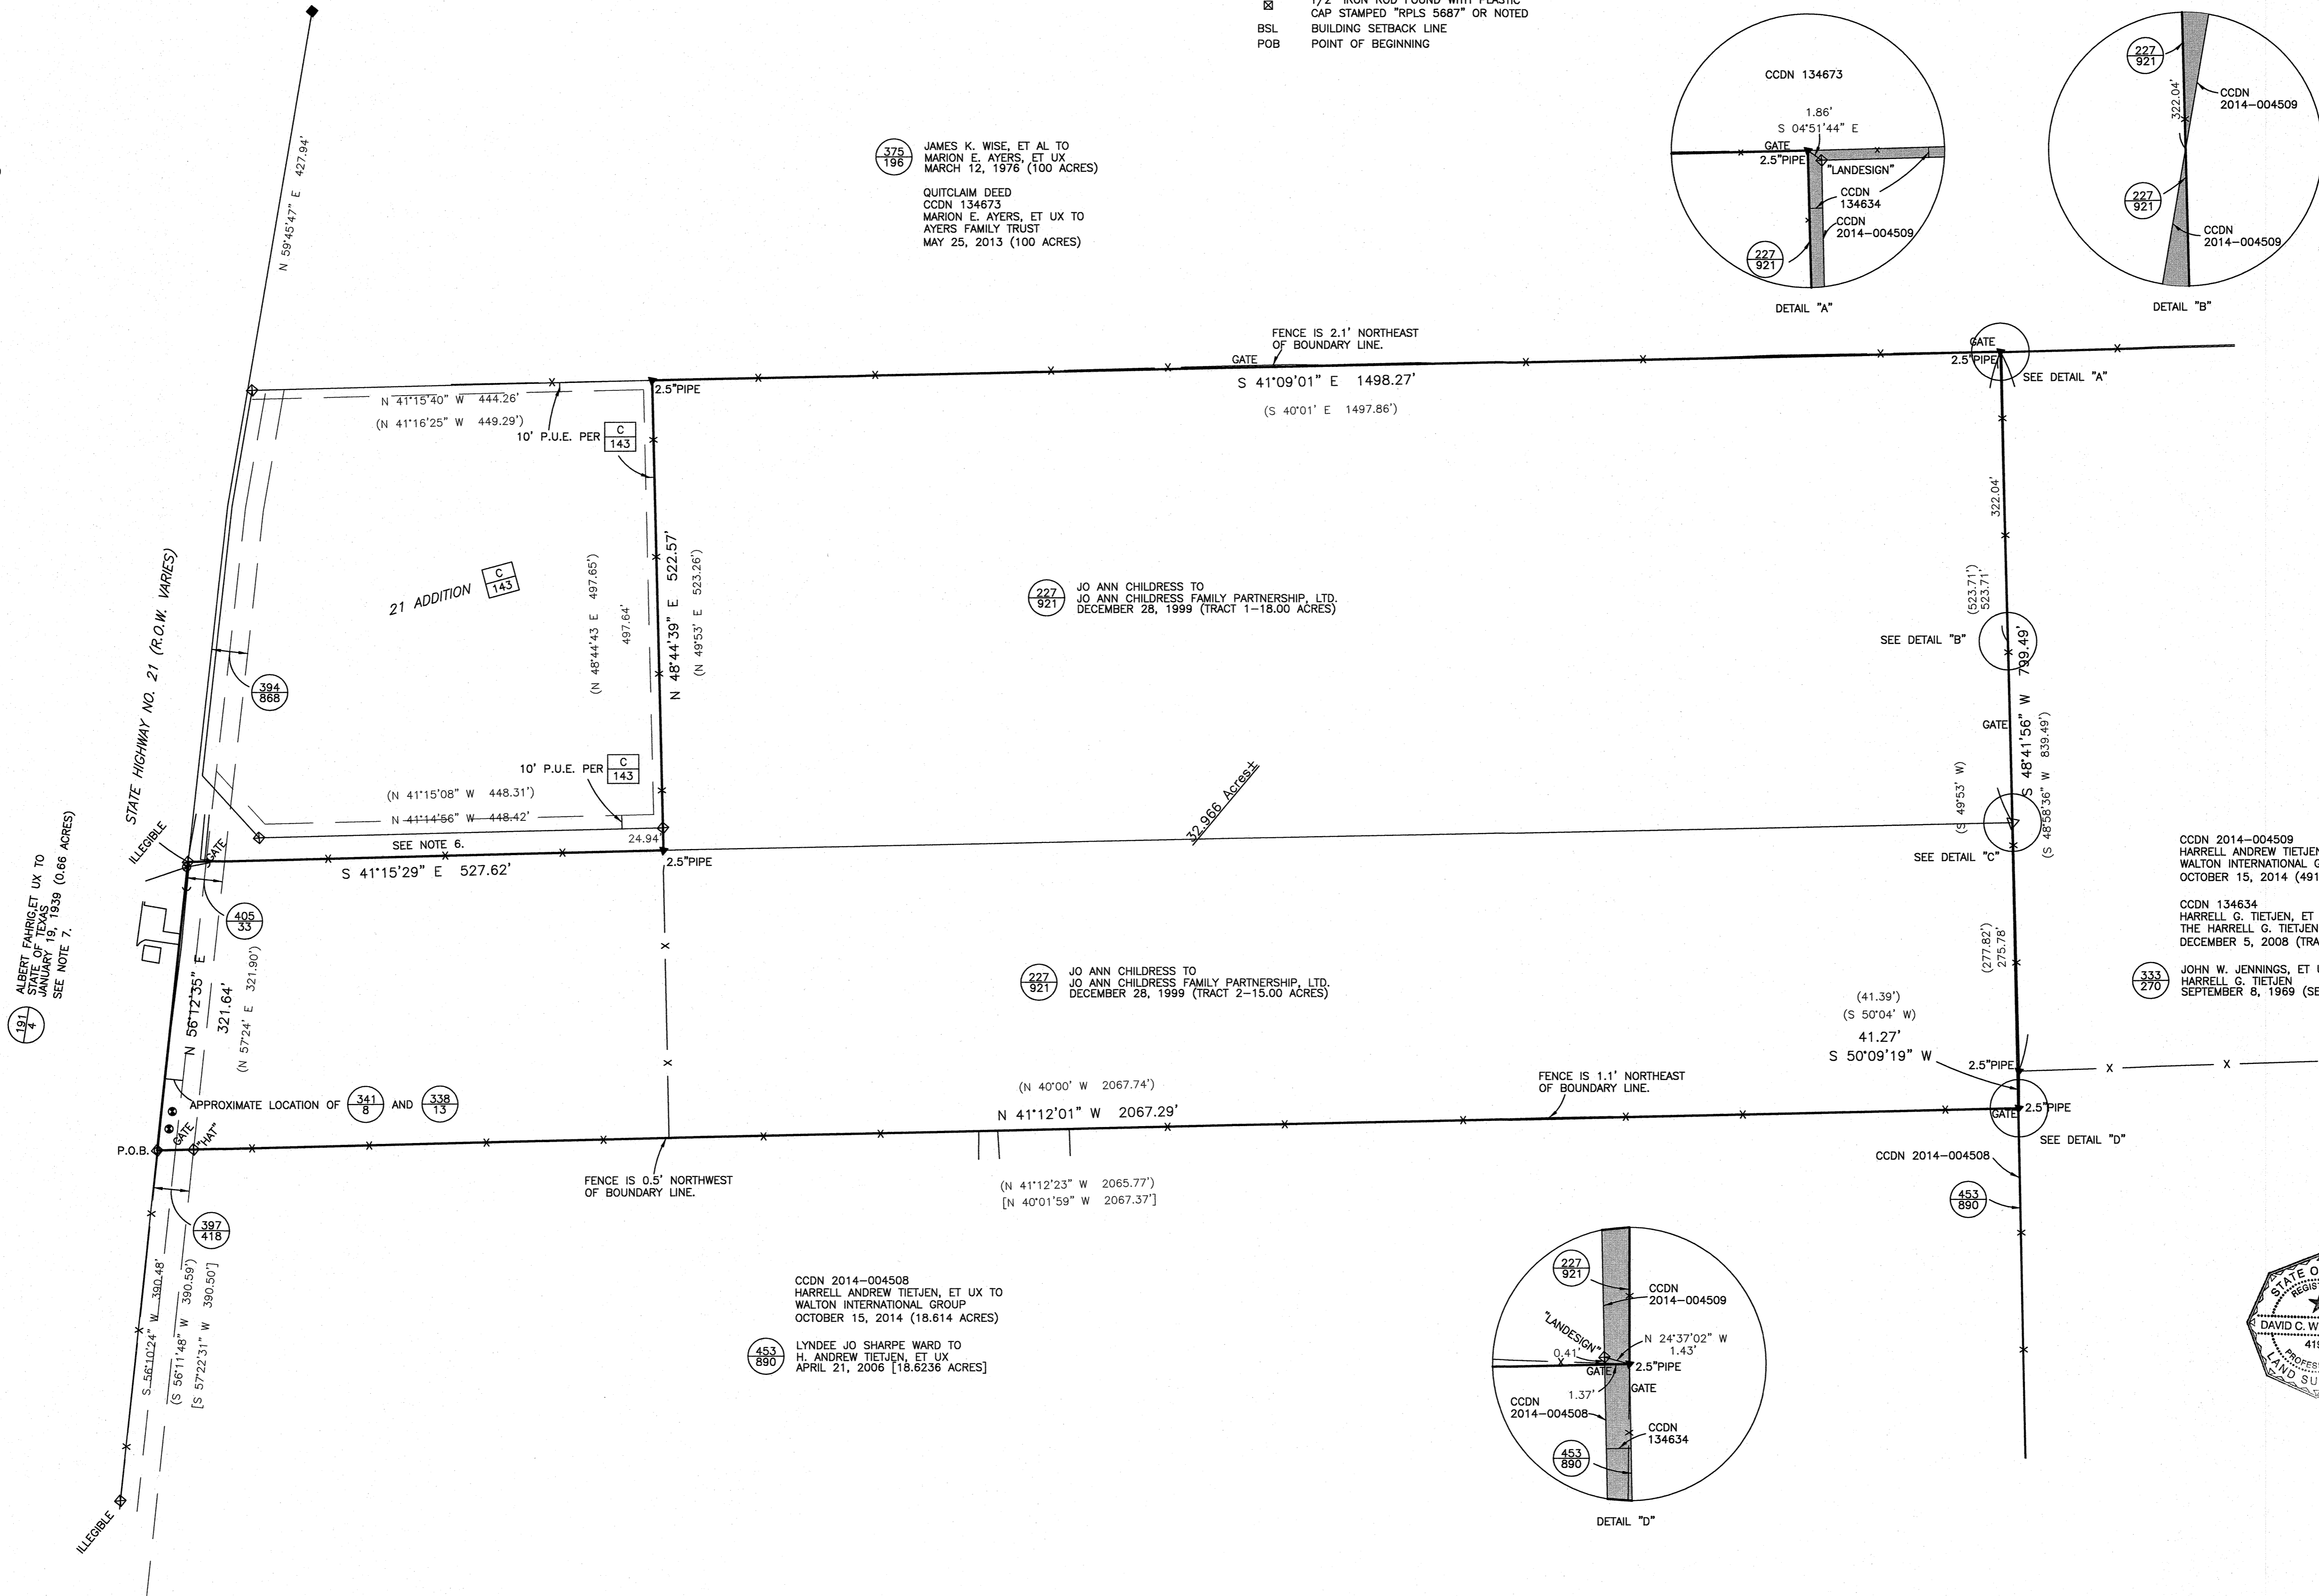 1/2" IRON ROD FOUND WITH PLASTIC
CAP STAMPED "RPLS 5687" OR NOTED
BSL BUILDING SETBACK LINE
POB POINT OF BEGINNING
N 59°45'47" E 427.94'
375
196
JAMES K. WISE, ET AL TO
MARION E. AYERS, ET UX
MARCH 12, 1976 (100 ACRES)
QUITCLAIM DEED
CCDN 134673
MARION E. AYERS, ET UX TO
AYERS FAMILY TRUST
MAY 25, 2013 (100 ACRES)
CCDN 134673
1.86'
S 04°51'44" E
GATE
2.5"PIPE
"LANDESIGN"
CCDN
134634
CCDN
2014-004509
227
921
DETAIL "A"
227
921
322.04'
CCDN
2014-004509
227
921
CCDN
2014-004509
DETAIL "B"
FENCE IS 2.1' NORTHEAST
OF BOUNDARY LINE.
GATE
S 41°09'01" E 1498.27'
(S 40°01' E 1497.86')
GATE
2.5"PIPE
SEE DETAIL "A"
2.5"PIPE
N 41°15'40" W 444.26'
(N 41°16'25" W 449.29')
10' P.U.E. PER
C
143
STATE HIGHWAY NO. 21 (R.O.W. VARIES)
21 ADDITION
C
143
(N 48°44'43 E 497.65')
497.64'
N 48°44'39" E 522.57'
(N 49°53' E 523.26')
394
868
227
921
JO ANN CHILDRESS TO
JO ANN CHILDRESS FAMILY PARTNERSHIP, LTD.
DECEMBER 28, 1999 (TRACT 1-18.00 ACRES)
322.04'
(523.71')
523.71'
SEE DETAIL "B"
S 48°41'56" W 799.49'
(S 48°58'36" W 839.49')
GATE
(S 49°53' W)
SEE DETAIL "C"
10' P.U.E. PER
C
143
(N 41°15'08" W 448.31')
N 41°14'56" W 448.42'
SEE NOTE 6.
24.94'
2.5"PIPE
S 41°15'29" E 527.62'
32.966 Acres±
ILLEGIBLE
GATE
405
33
191
4
ALBERT FAHRIG,ET UX TO
STATE OF TEXAS
JANUARY 19, 1939 (0.66 ACRES)
SEE NOTE 7.
N 56°12'35" E
321.64'
(N 57°24' E 321.90')
227
921
JO ANN CHILDRESS TO
JO ANN CHILDRESS FAMILY PARTNERSHIP, LTD.
DECEMBER 28, 1999 (TRACT 2-15.00 ACRES)
CCDN 2014-004509
HARRELL ANDREW TIETJEN
WALTON INTERNATIONAL G
OCTOBER 15, 2014 (491
CCDN 134634
HARRELL G. TIETJEN, ET
THE HARRELL G. TIETJEN
DECEMBER 5, 2008 (TRA
333
270
JOHN W. JENNINGS, ET U
HARRELL G. TIETJEN
SEPTEMBER 8, 1969 (SE
(277.82')
275.78'
(41.39')
(S 50°04' W)
41.27'
S 50°09'19" W
2.5"PIPE
APPROXIMATE LOCATION OF
341
8
AND
338
13
GATE
"HAT"
P.O.B.
(N 40°00' W 2067.74')
N 41°12'01" W 2067.29'
FENCE IS 1.1' NORTHEAST
OF BOUNDARY LINE.
GATE
2.5"PIPE
SEE DETAIL "D"
CCDN 2014-004508
453
890
FENCE IS 0.5' NORTHWEST
OF BOUNDARY LINE.
(N 41°12'23" W 2065.77')
[N 40°01'59" W 2067.37']
397
418
S 56°10'24" W 390.48'
(S 56°11'48" W 390.59')
[S 57°22'31" W 390.50']
ILLEGIBLE
CCDN 2014-004508
HARRELL ANDREW TIETJEN, ET UX TO
WALTON INTERNATIONAL GROUP
OCTOBER 15, 2014 (18.614 ACRES)
453
890
LYNDEE JO SHARPE WARD TO
H. ANDREW TIETJEN, ET UX
APRIL 21, 2006 [18.6236 ACRES]
227
921
CCDN
2014-004509
"LANDESIGN"
N 24°37'02" W
1.43'
0.41'
2.5"PIPE
GATE
1.37'
GATE
CCDN
2014-004508
CCDN
134634
453
890
DETAIL "D"
STATE O
REGIS
DAVID C. W
419
PROFES
LAND SU